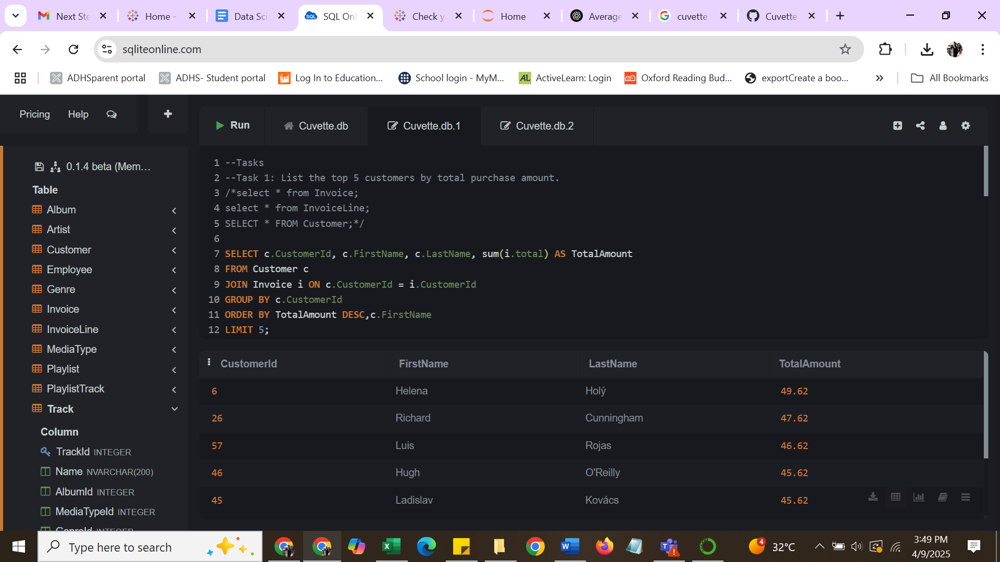 Next Ste
Home -
Data Sci
SQL Onl
Check y
Home
Average
cuvette
Cuvette
sqliteonline.com
ADHSparent portal
ADHS- Student portal
Log In to Education...
School login - MyM...
ActiveLearn: Login
Oxford Reading Bud...
exportCreate a boo...
All Bookmarks
Pricing Help
Run
Cuvette.db
Cuvette.db.1
Cuvette.db.2
0.1.4 beta (Mem...
Table
Album
Artist
Customer
Employee
Genre
Invoice
InvoiceLine
MediaType
Playlist
PlaylistTrack
Track
Column
TrackId INTEGER
Name NVARCHAR(200)
AlbumId INTEGER
MediaTypeId INTEGER
GenreId INTEGER
1 --Tasks
2 --Task 1: List the top 5 customers by total purchase amount.
3 /*select * from Invoice;
4 select * from InvoiceLine;
5 SELECT * FROM Customer;*/
6
7 SELECT c.CustomerId, c.FirstName, c.LastName, sum(i.total) AS TotalAmount
8 FROM Customer c
9 JOIN Invoice i ON c.CustomerId = i.CustomerId
10 GROUP BY c.CustomerId
11 ORDER BY TotalAmount DESC,c.FirstName
12 LIMIT 5;
CustomerId FirstName LastName TotalAmount
6 Helena Holý 49.62
26 Richard Cunningham 47.62
57 Luis Rojas 46.62
46 Hugh O'Reilly 45.62
45 Ladislav Kovács 45.62
Type here to search
4
32°C
3:49 PM
4/9/2025